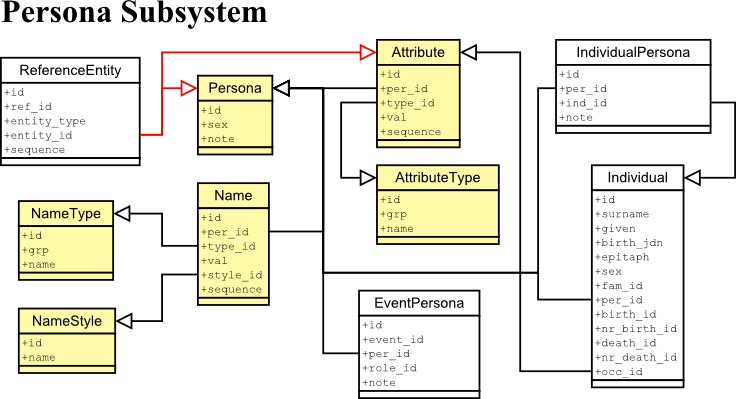 Persona Subsystem
ReferenceEntity
+id
+ref_id
+entity_type
+entity_id
+sequence
Persona
+id
+sex
+note
Attribute
+id
+per_id
+type_id
+val
+sequence
IndividualPersona
+id
+per_id
+ind_id
+note
AttributeType
+id
+grp
+name
Individual
+id
+surname
+given
+birth_jdn
+epitaph
+sex
+fam_id
+per_id
+birth_id
+nr_birth_id
+death_id
+nr_death_id
+occ_id
Name
+id
+per_id
+type_id
+val
+style_id
+sequence
NameType
+id
+grp
+name
NameStyle
+id
+name
EventPersona
+id
+event_id
+per_id
+role_id
+note